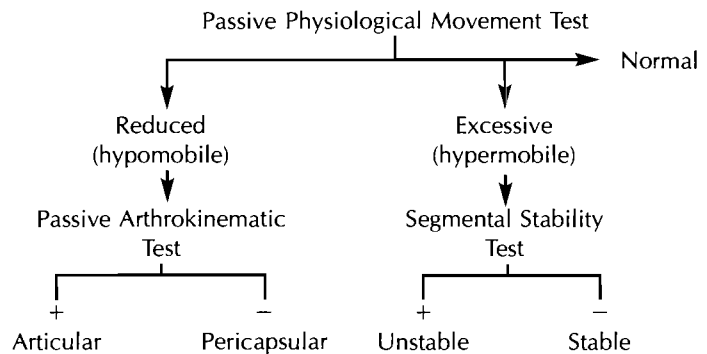 Passive Physiological Movement Test
Normal
Reduced
(hypomobile)
Excessive
(hypermobile)
Passive Arthrokinematic
Test
Segmental Stability
Test
+
−
+
−
Articular
Pericapsular
Unstable
Stable